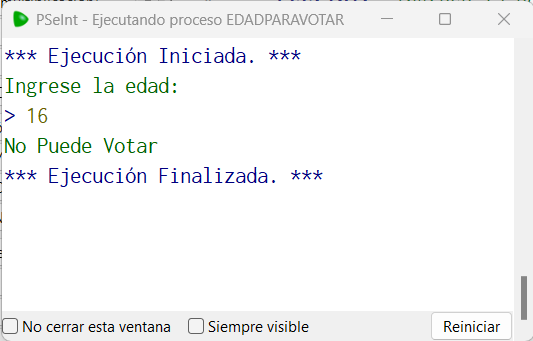 PSeInt - Ejecutando proceso EDADPARAVOTAR
*** Ejecución Iniciada. ***
Ingrese la edad:
> 16
No Puede Votar
*** Ejecución Finalizada. ***
No cerrar esta ventana Siempre visible Reiniciar